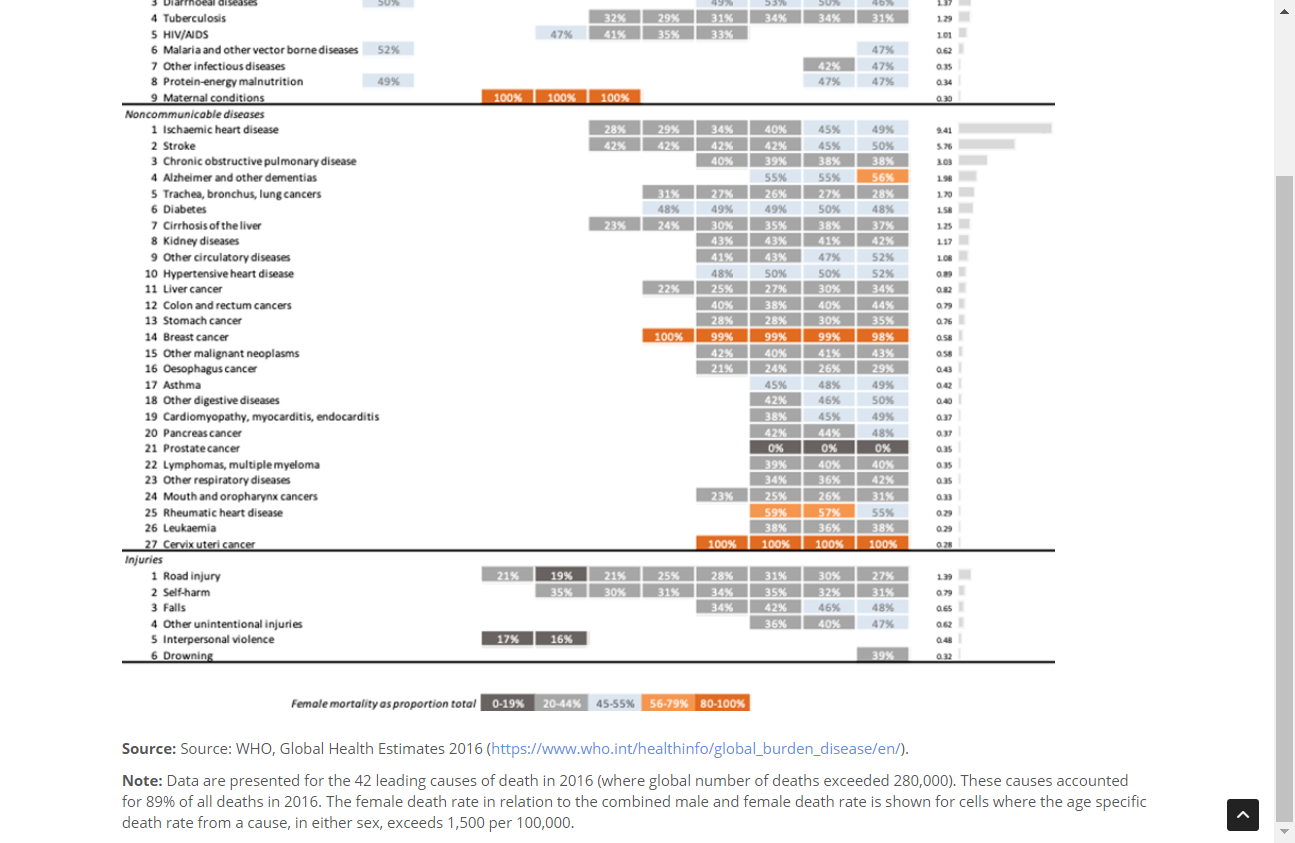 3 Diarrhoeal diseases 50% 49% 53% 50% 46% 1.37
4 Tuberculosis 32% 29% 31% 34% 34% 31% 1.29
5 HIV/AIDS 47% 41% 35% 33% 1.01
6 Malaria and other vector borne diseases 52% 47% 0.62
7 Other infectious diseases 42% 47% 0.35
8 Protein-energy malnutrition 49% 47% 47% 0.34
9 Maternal conditions 100% 100% 100% 0.30
Noncommunicable diseases
1 Ischaemic heart disease 28% 29% 34% 40% 45% 49% 9.41
2 Stroke 42% 42% 42% 42% 45% 50% 5.76
3 Chronic obstructive pulmonary disease 40% 39% 38% 38% 3.03
4 Alzheimer and other dementias 55% 55% 56% 1.98
5 Trachea, bronchus, lung cancers 31% 27% 26% 27% 28% 1.70
6 Diabetes 48% 49% 49% 50% 48% 1.58
7 Cirrhosis of the liver 23% 24% 30% 35% 38% 37% 1.25
8 Kidney diseases 43% 43% 41% 42% 1.17
9 Other circulatory diseases 41% 43% 47% 52% 1.08
10 Hypertensive heart disease 48% 50% 50% 52% 0.89
11 Liver cancer 22% 25% 27% 30% 34% 0.82
12 Colon and rectum cancers 40% 38% 40% 44% 0.79
13 Stomach cancer 28% 28% 30% 35% 0.76
14 Breast cancer 100% 99% 99% 99% 98% 0.58
15 Other malignant neoplasms 42% 40% 41% 43% 0.58
16 Oesophagus cancer 21% 24% 26% 29% 0.43
17 Asthma 45% 48% 49% 0.42
18 Other digestive diseases 42% 46% 50% 0.40
19 Cardiomyopathy, myocarditis, endocarditis 38% 45% 49% 0.37
20 Pancreas cancer 42% 44% 48% 0.37
21 Prostate cancer 0% 0% 0% 0.35
22 Lymphomas, multiple myeloma 39% 40% 40% 0.35
23 Other respiratory diseases 34% 36% 42% 0.35
24 Mouth and oropharynx cancers 23% 25% 26% 31% 0.33
25 Rheumatic heart disease 59% 57% 55% 0.29
26 Leukaemia 38% 36% 38% 0.29
27 Cervix uteri cancer 100% 100% 100% 100% 0.28
Injuries
1 Road injury 21% 19% 21% 25% 28% 31% 30% 27% 1.39
2 Self-harm 35% 30% 31% 34% 35% 32% 31% 0.79
3 Falls 34% 42% 46% 48% 0.65
4 Other unintentional injuries 36% 40% 47% 0.62
5 Interpersonal violence 17% 16% 0.48
6 Drowning 39% 0.32
Female mortality as proportion total 0-19% 20-44% 45-55% 56-79% 80-100%
Source: Source: WHO, Global Health Estimates 2016 (https://www.who.int/healthinfo/global_burden_disease/en/).
Note: Data are presented for the 42 leading causes of death in 2016 (where global number of deaths exceeded 280,000). These causes accounted
for 89% of all deaths in 2016. The female death rate in relation to the combined male and female death rate is shown for cells where the age specific
death rate from a cause, in either sex, exceeds 1,500 per 100,000.